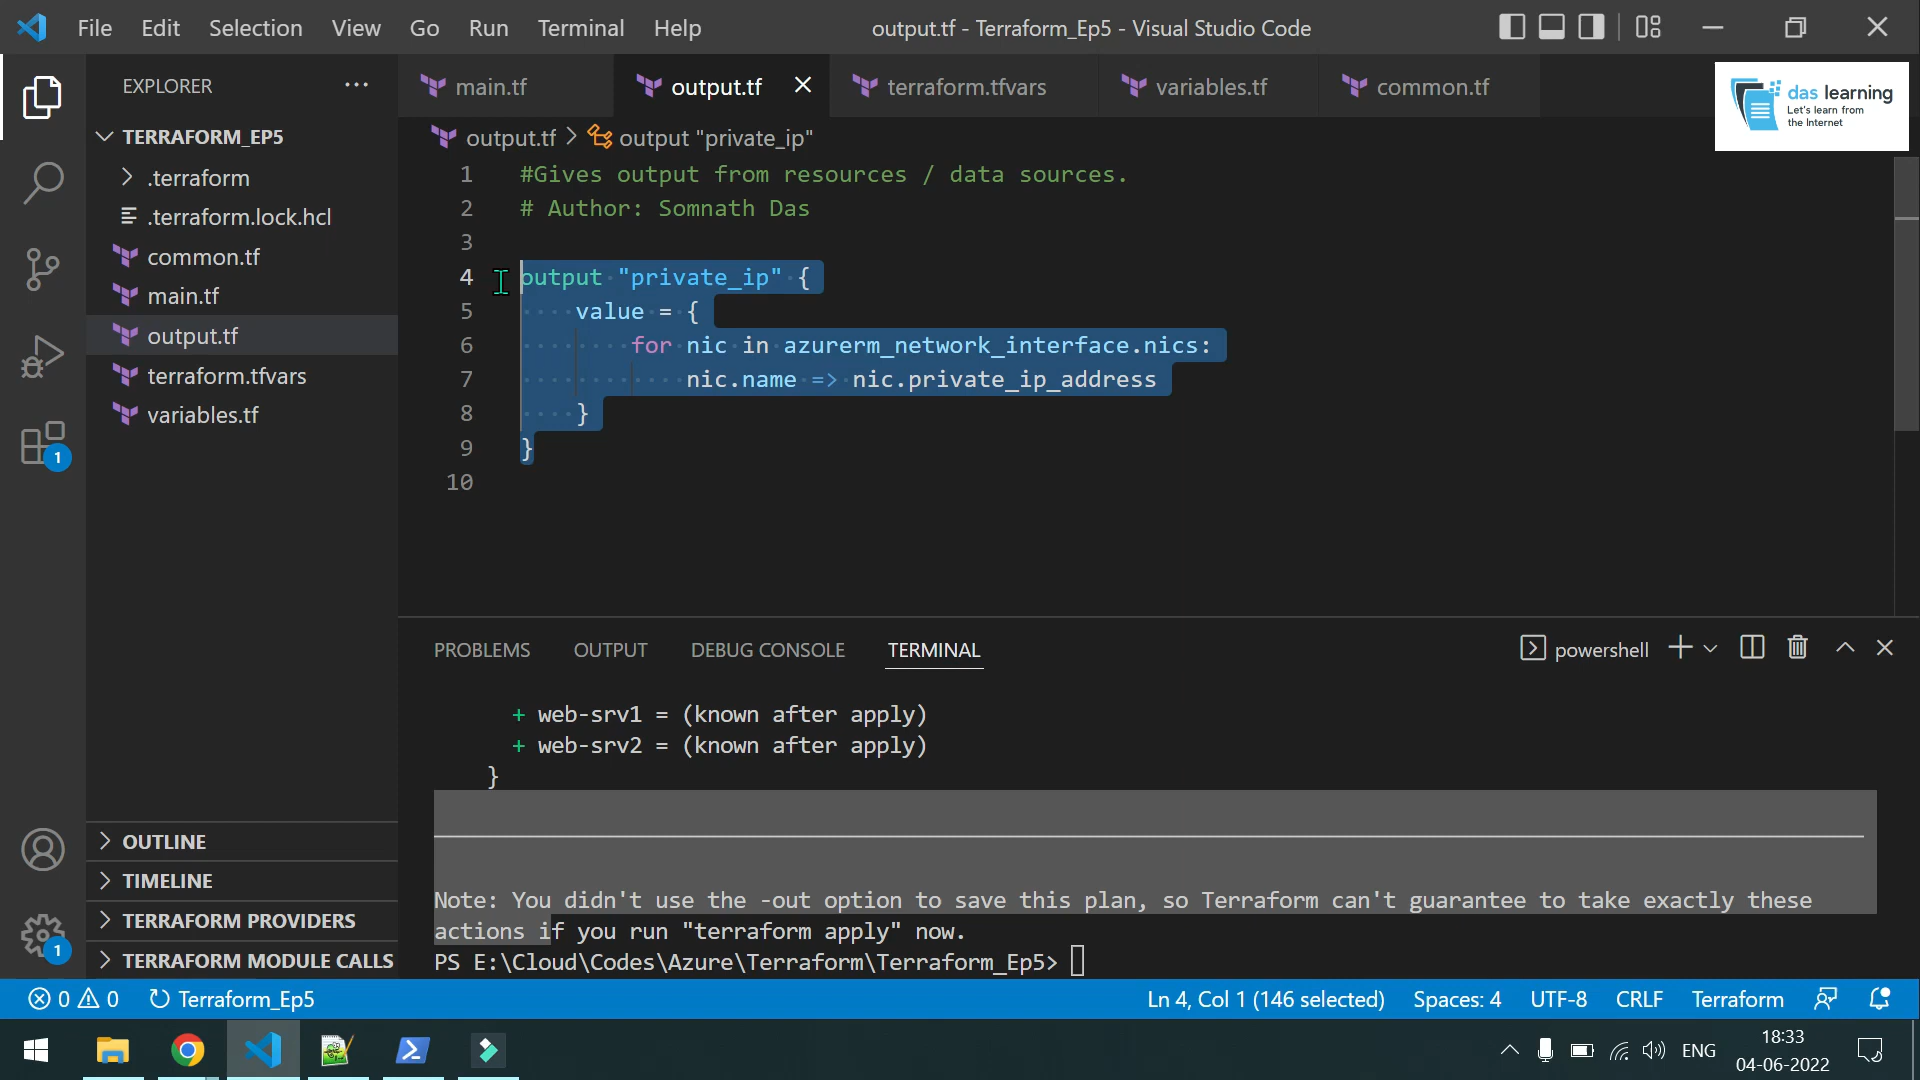 File Edit Selection View Go Run Terminal Help output.tf - Terraform_Ep5 - Visual Studio Code
EXPLORER
main.tf output.tf terraform.tfvars variables.tf common.tf
das learning
Let's learn from
the Internet
TERRAFORM_EP5
.terraform
.terraform.lock.hcl
common.tf
main.tf
output.tf
terraform.tfvars
variables.tf
OUTLINE
TIMELINE
TERRAFORM PROVIDERS
TERRAFORM MODULE CALLS
1
1
output.tf > output "private_ip"
1 #Gives output from resources / data sources.
2 # Author: Somnath Das
3
4 output "private_ip" {
5 value = {
6 for nic in azurerm_network_interface.nics:
7 nic.name => nic.private_ip_address
8 }
9 }
10
PROBLEMS OUTPUT DEBUG CONSOLE TERMINAL powershell
+ web-srv1 = (known after apply)
+ web-srv2 = (known after apply)
}
Note: You didn't use the -out option to save this plan, so Terraform can't guarantee to take exactly these
actions if you run "terraform apply" now.
PS E:\Cloud\Codes\Azure\Terraform\Terraform_Ep5>
0 0 Terraform_Ep5 Ln 4, Col 1 (146 selected) Spaces: 4 UTF-8 CRLF Terraform
ENG
18:33
04-06-2022